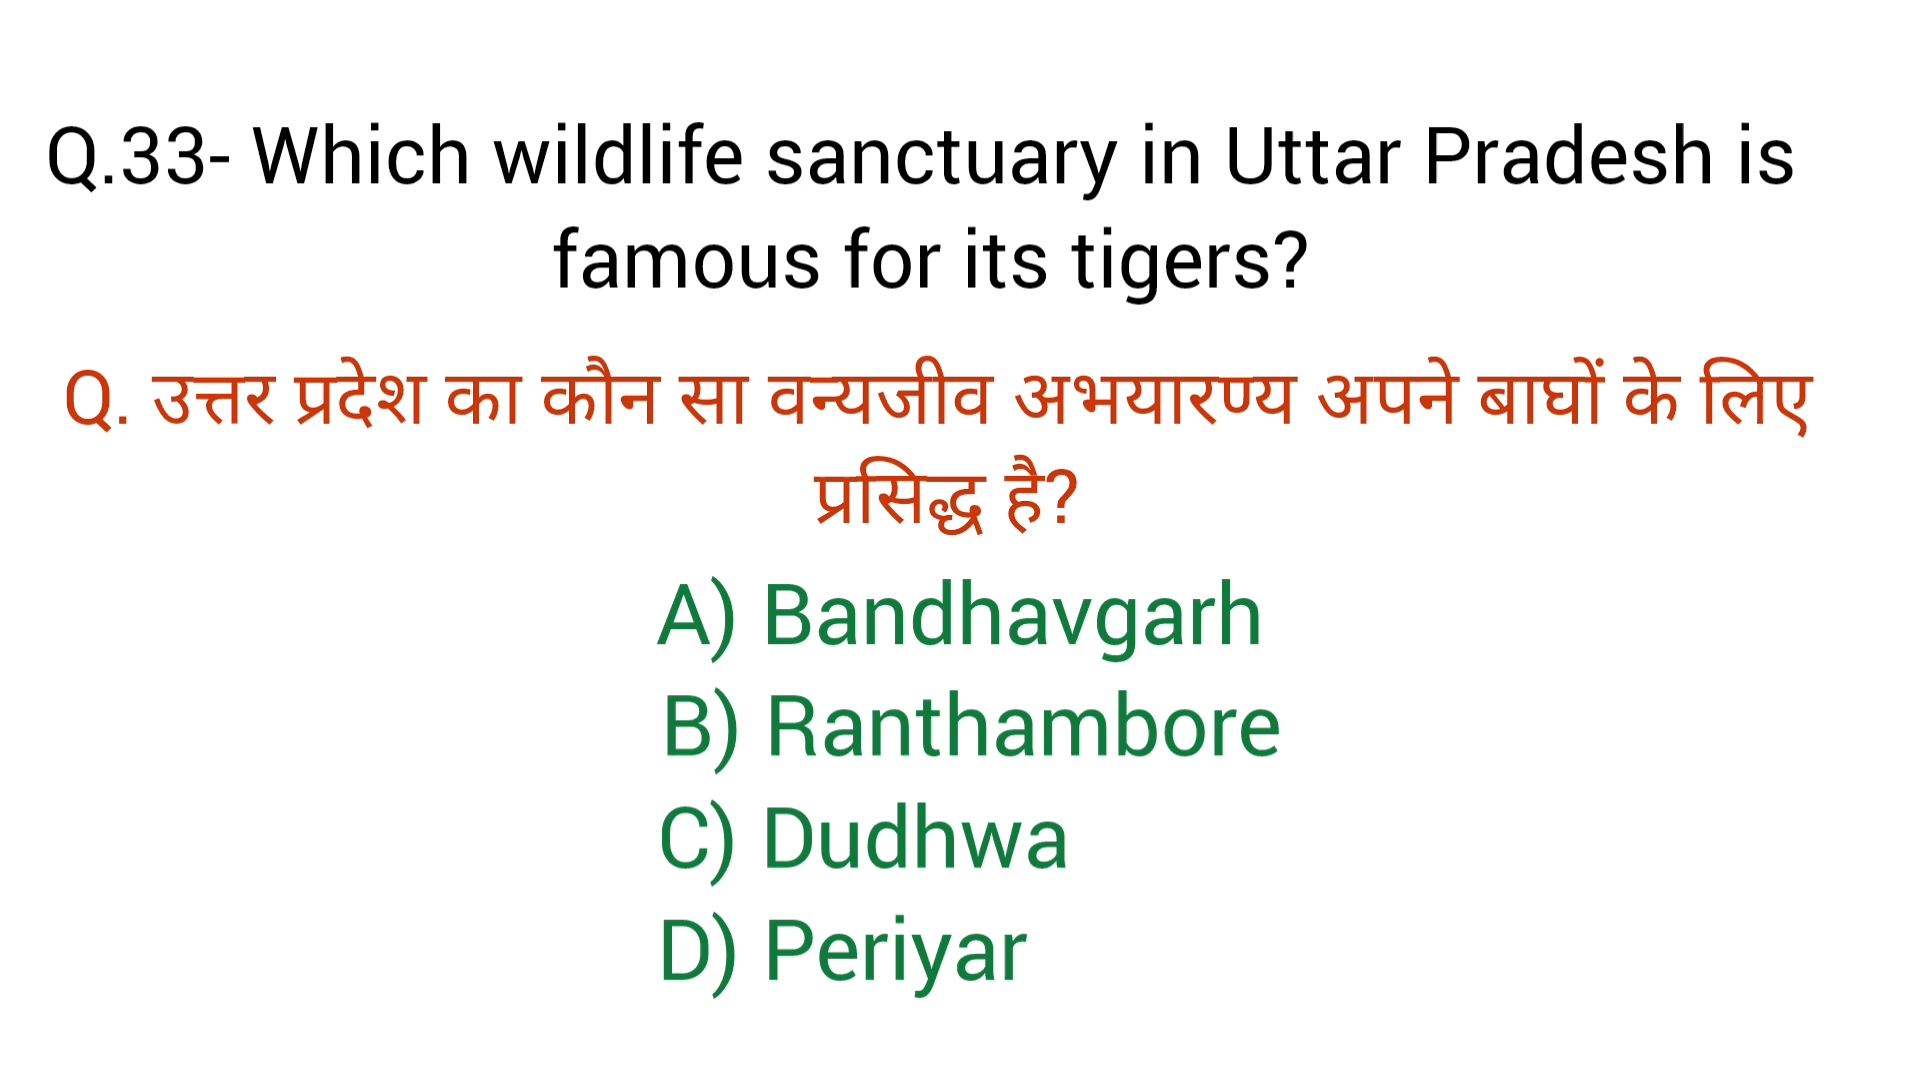 Q.33- Which wildlife sanctuary in Uttar Pradesh is
famous for its tigers?
Q. उत्तर प्रदेश का कौन सा वन्यजीव अभयारण्य अपने बाघों के लिए
प्रसिद्ध है?
A) Bandhavgarh
B) Ranthambore
C) Dudhwa
D) Periyar